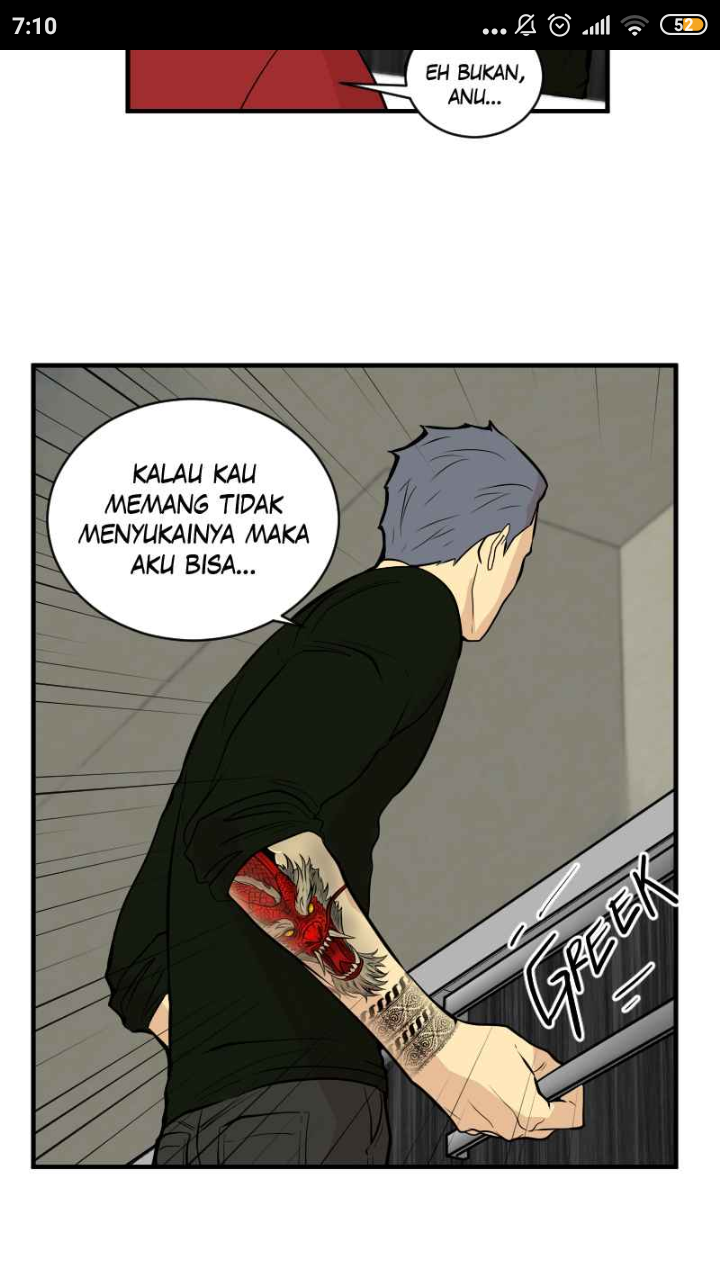 7:10
52
EH BUKAN,
ANU...
KALAU KAU
MEMANG TIDAK
MENYUKAINYA MAKA
AKU BISA...
GREEK